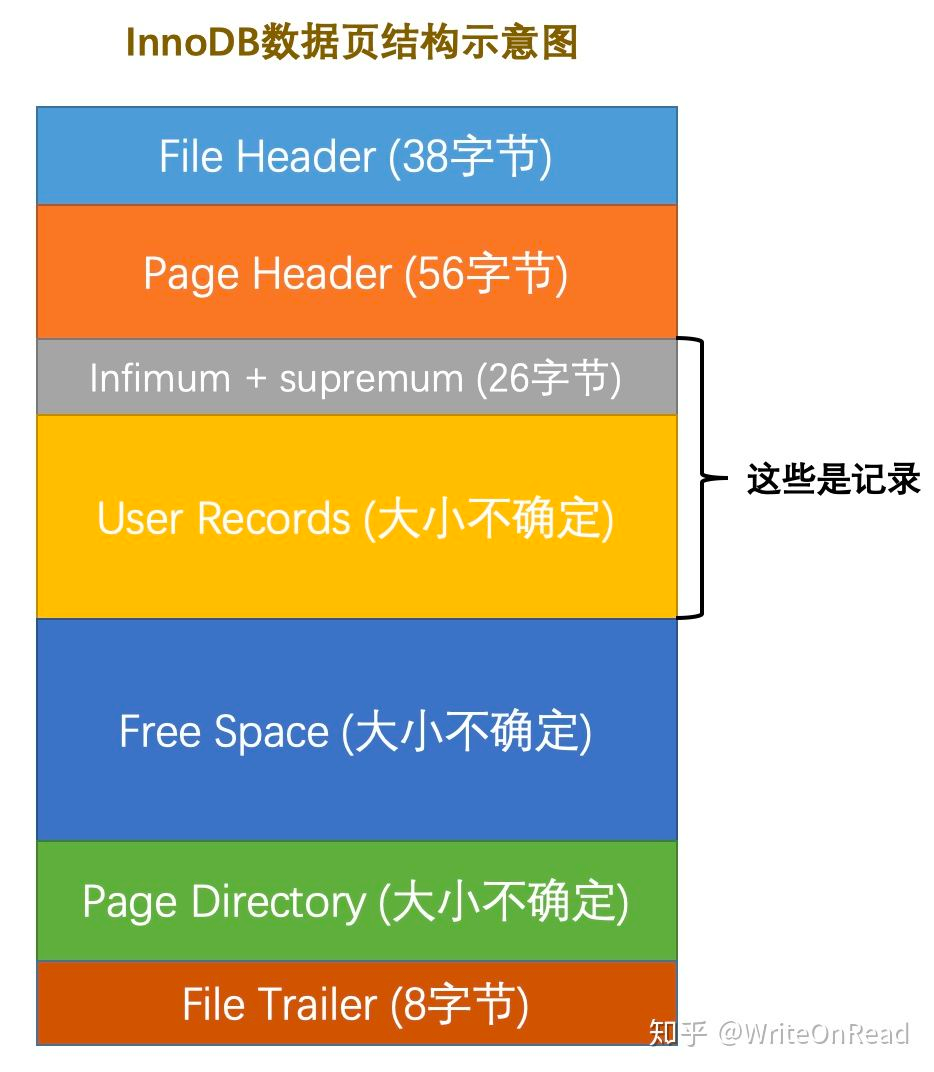 InnoDB数据页结构示意图
File Header (38字节)
Page Header (56字节)
Infimum + supremum (26字节)
User Records (大小不确定)
这些是记录
Free Space (大小不确定)
Page Directory (大小不确定)
File Trailer (8字节)
知乎 @WriteOnRead